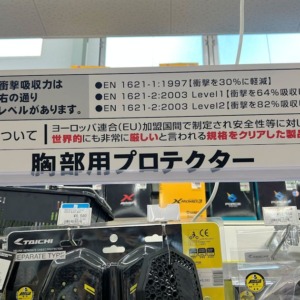 衝撃吸収力は
右の通り
レベルがあります。
●EN 1621-1:1997【衝撃を30%に軽減】
●EN 1621-2:2003 Level1【衝撃を64%吸収
●EN 1621-2:2003 Level2【衝撃を82%吸収
ついて
ヨーロッパ連合(EU)加盟国間で制定され安全性等に対し
世界的にも非常に厳しいと言われる規格をクリアした製
胸部用プロテクター
TAICHI
EPARATE TYPE